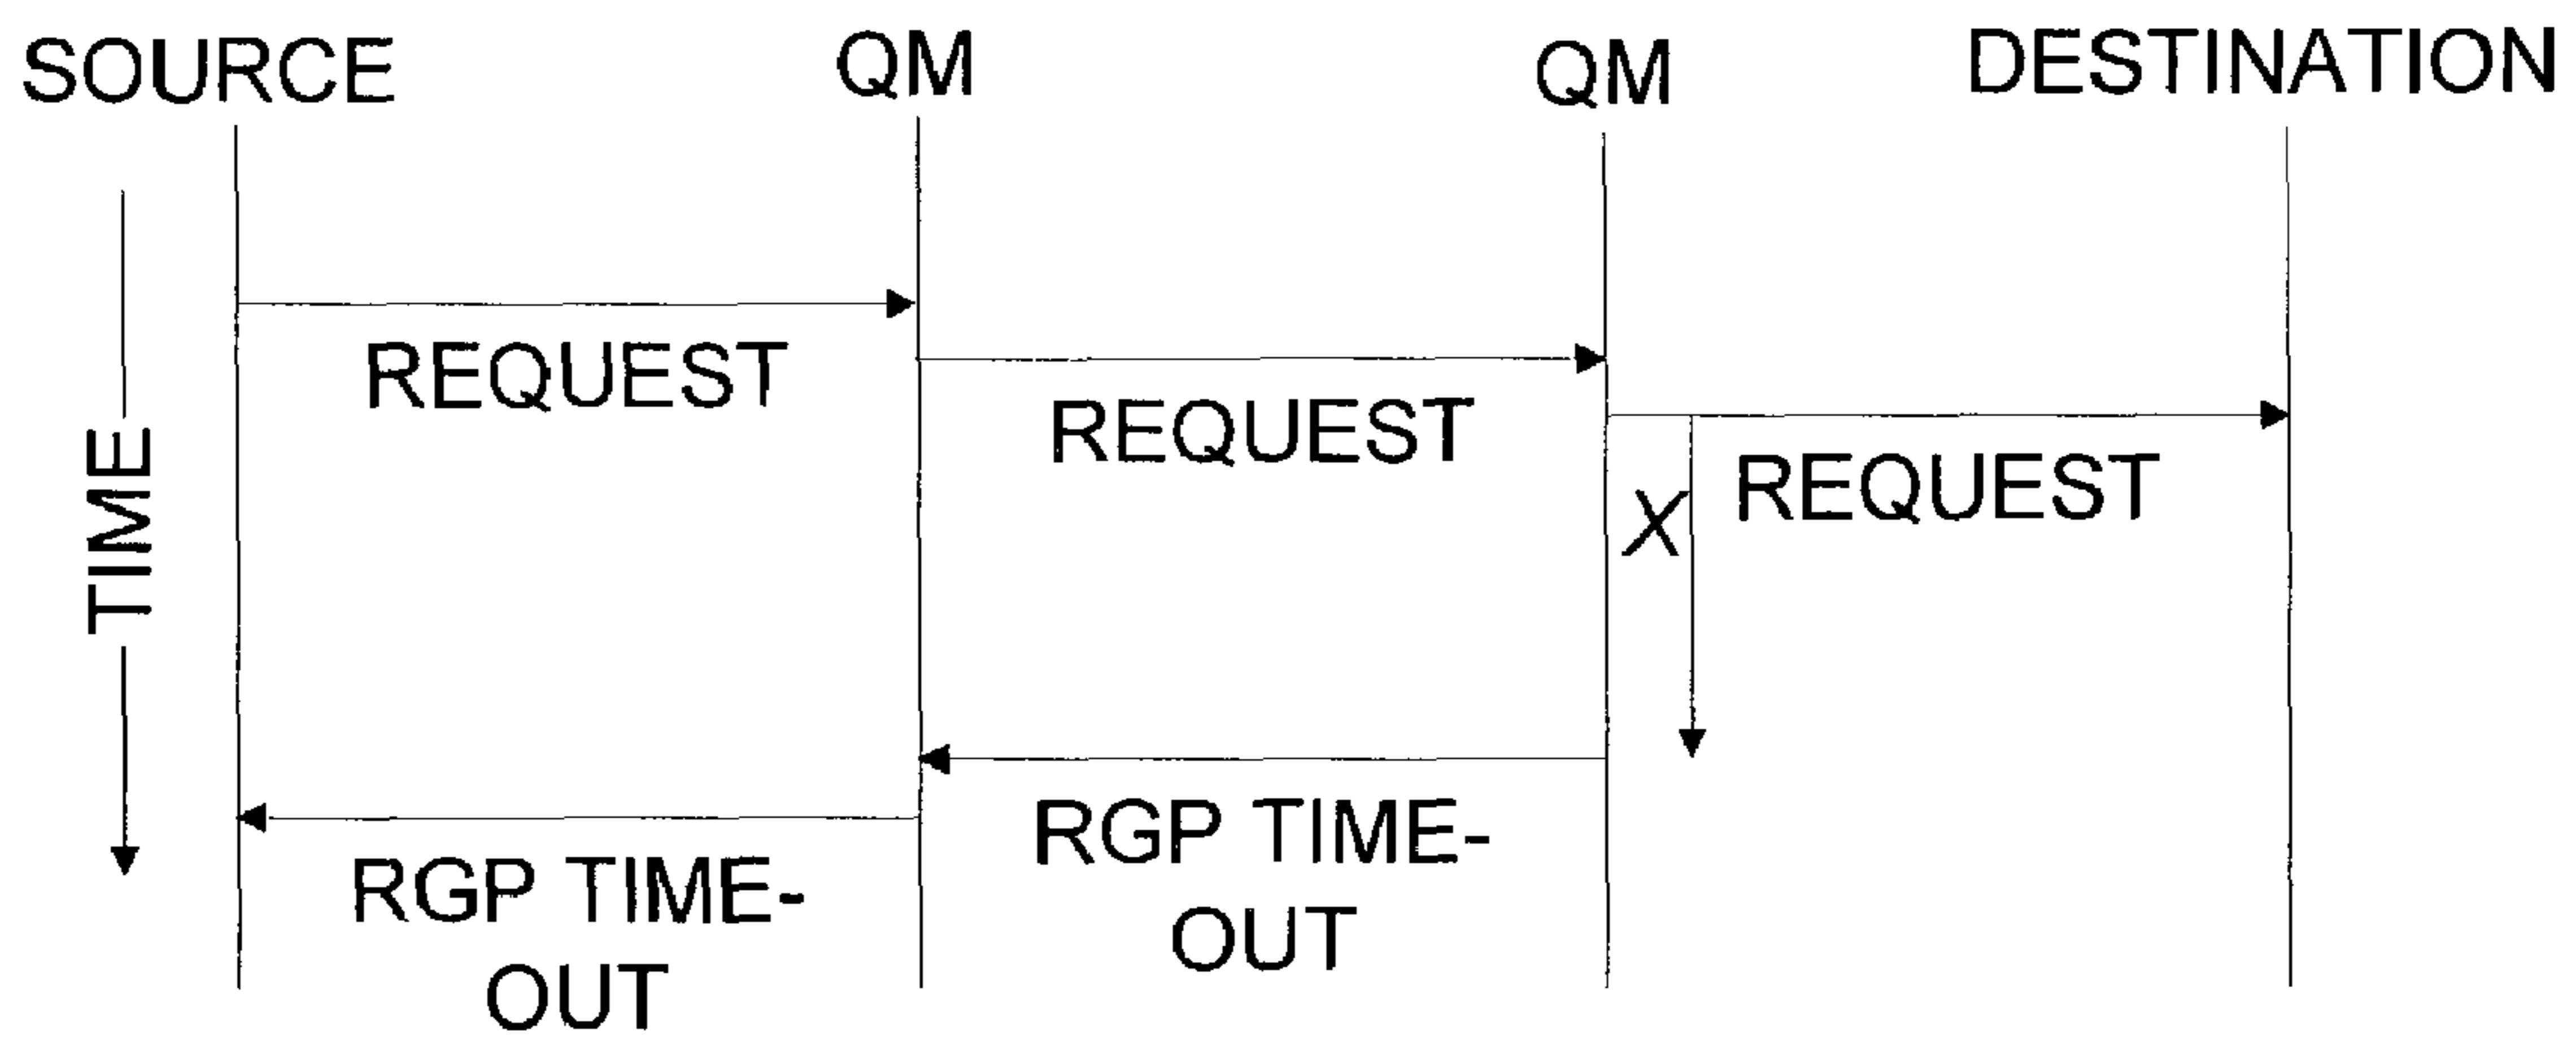 SOURCE
QM
QM
DESTINATION
TIME
REQUEST
REQUEST
REQUEST
X
RGP TIME-
OUT
RGP TIME-
OUT